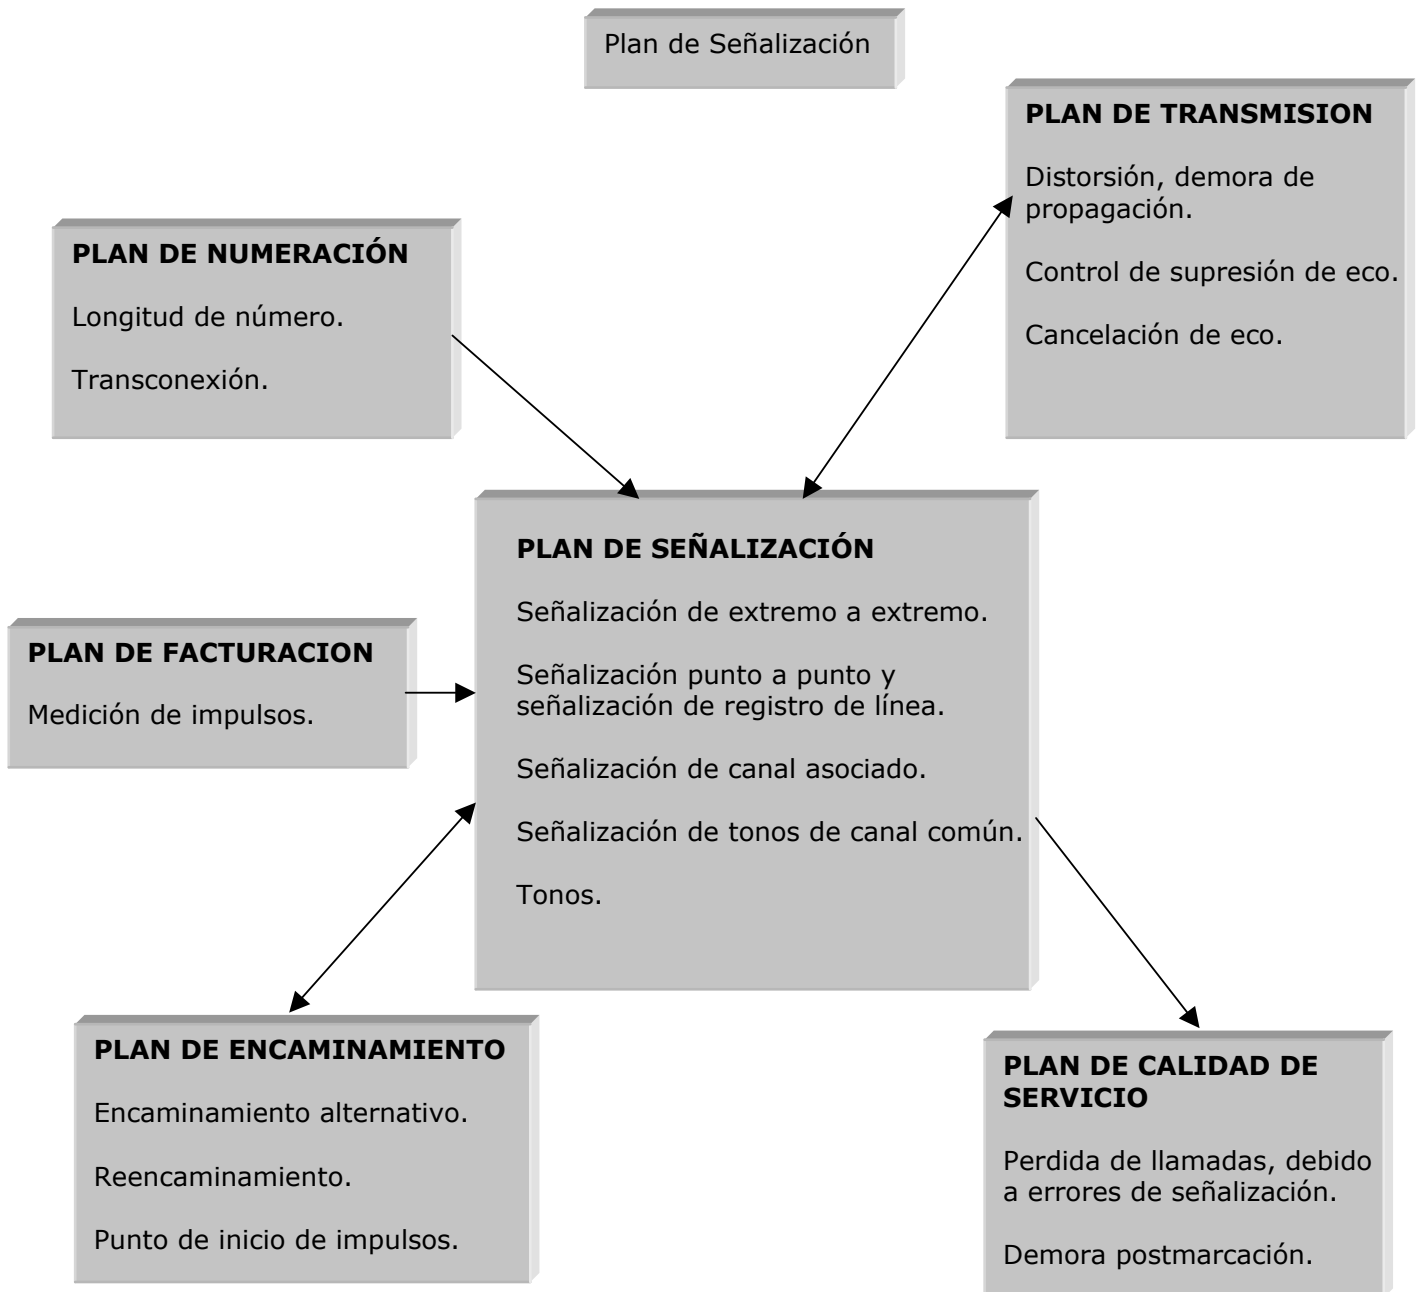 Plan de Señalización
PLAN DE TRANSMISION
Distorsión, demora de
propagación.
Control de supresión de eco.
Cancelación de eco.
PLAN DE NUMERACIÓN
Longitud de número.
Transconexión.
PLAN DE SEÑALIZACIÓN
Señalización de extremo a extremo.
Señalización punto a punto y
señalización de registro de línea.
Señalización de canal asociado.
Señalización de tonos de canal común.
Tonos.
PLAN DE FACTURACION
Medición de impulsos.
PLAN DE ENCAMINAMIENTO
Encaminamiento alternativo.
Reencaminamiento.
Punto de inicio de impulsos.
PLAN DE CALIDAD DE
SERVICIO
Perdida de llamadas, debido
a errores de señalización.
Demora postmarcación.